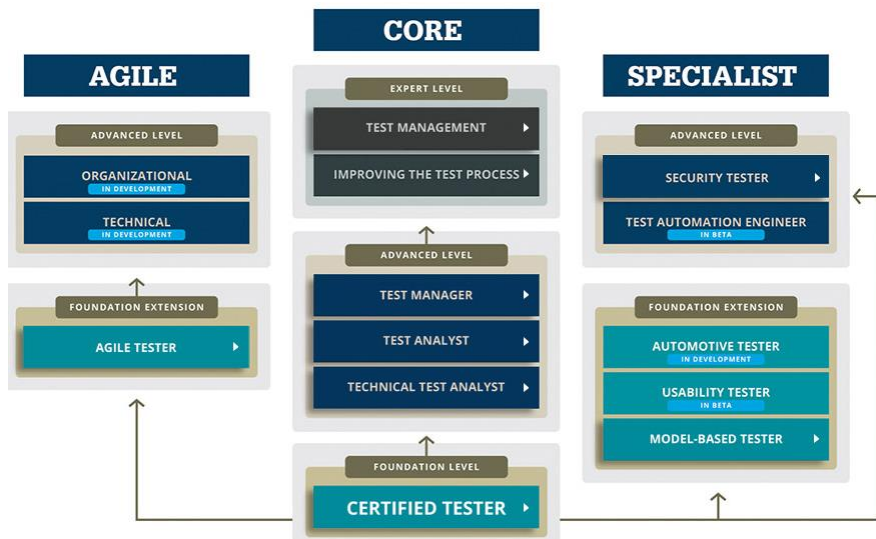 AGILE
ADVANCED LEVEL
ORGANIZATIONAL
IN DEVELOPMENT
TECHNICAL
IN DEVELOPMENT
FOUNDATION EXTENSION
AGILE TESTER
CORE
EXPERT LEVEL
TEST MANAGEMENT
IMPROVING THE TEST PROCESS
ADVANCED LEVEL
TEST MANAGER
TEST ANALYST
TECHNICAL TEST ANALYST
FOUNDATION LEVEL
CERTIFIED TESTER
SPECIALIST
ADVANCED LEVEL
SECURITY TESTER
TEST AUTOMATION ENGINEER
IN BETA
FOUNDATION EXTENSION
AUTOMOTIVE TESTER
IN DEVELOPMENT
USABILITY TESTER
IN BETA
MODEL-BASED TESTER